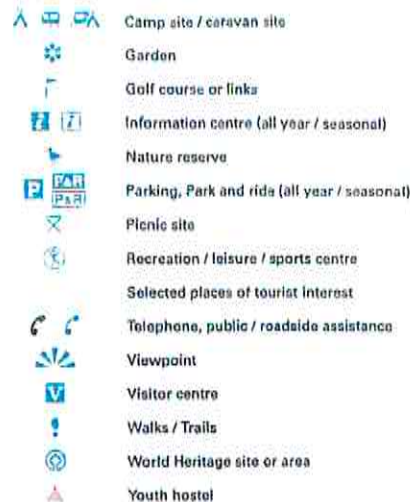 Camp site / caravan site
Garden
Golf course or links
i i Information centre (all year / seasonal)
Nature reserve
P P&R P&R Parking, Park and ride (all year / seasonal)
Picnic site
Recreation / leisure / sports centre
Selected places of tourist interest
Telephone, public / roadside assistance
Viewpoint
V Visitor centre
Walks / Trails
World Heritage site or area
Youth hostel